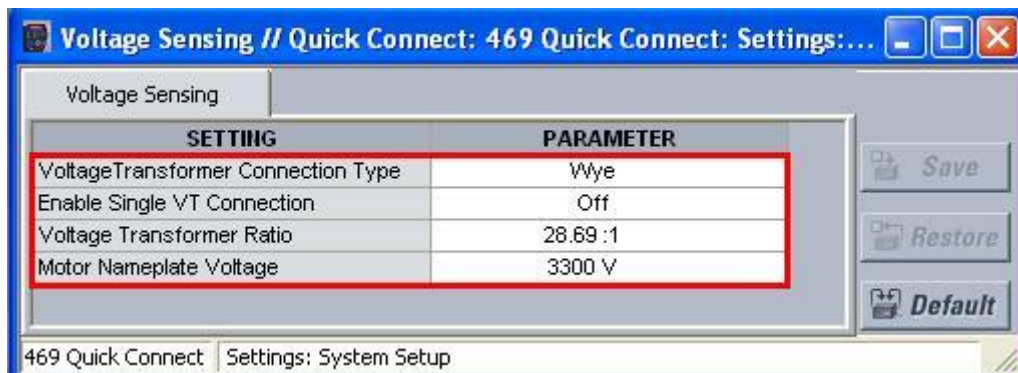 Voltage Sensing // Quick Connect: 469 Quick Connect: Settings:...
Voltage Sensing
SETTING PARAMETER
VoltageTransformer Connection Type Wye
Enable Single VT Connection Off
Voltage Transformer Ratio 28.69 :1
Motor Nameplate Voltage 3300 V
Save
Restore
Default
469 Quick Connect Settings: System Setup